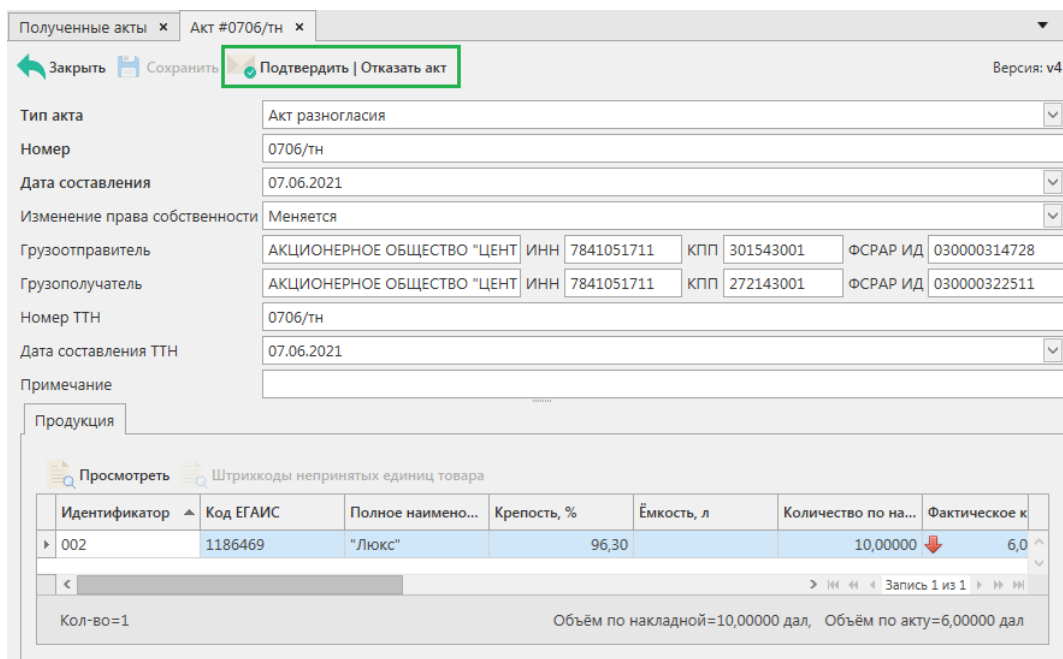 Полученные акты × Акт #0706/тн ×
Закрыть Сохранить Подтвердить | Отказать акт Версия: v4
Тип акта Акт разногласия
Номер 0706/тн
Дата составления 07.06.2021
Изменение права собственности Меняется
Грузоотправитель АКЦИОНЕРНОЕ ОБЩЕСТВО "ЦЕНТ ИНН 7841051711 КПП 301543001 ФСРАР ИД 030000314728
Грузополучатель АКЦИОНЕРНОЕ ОБЩЕСТВО "ЦЕНТ ИНН 7841051711 КПП 272143001 ФСРАР ИД 030000322511
Номер ТТН 0706/тн
Дата составления ТТН 07.06.2021
Примечание
Продукция
Просмотреть Штрихкоды непринятых единиц товара
Идентификатор Код ЕГАИС Полное наимено... Крепость, % Ёмкость, л Количество по на... Фактическое к
002 1186469 "Люкс" 96,30 10,00000 6,0
Запись 1 из 1
Кол-во=1 Объём по накладной=10,00000 дал, Объём по акту=6,00000 дал